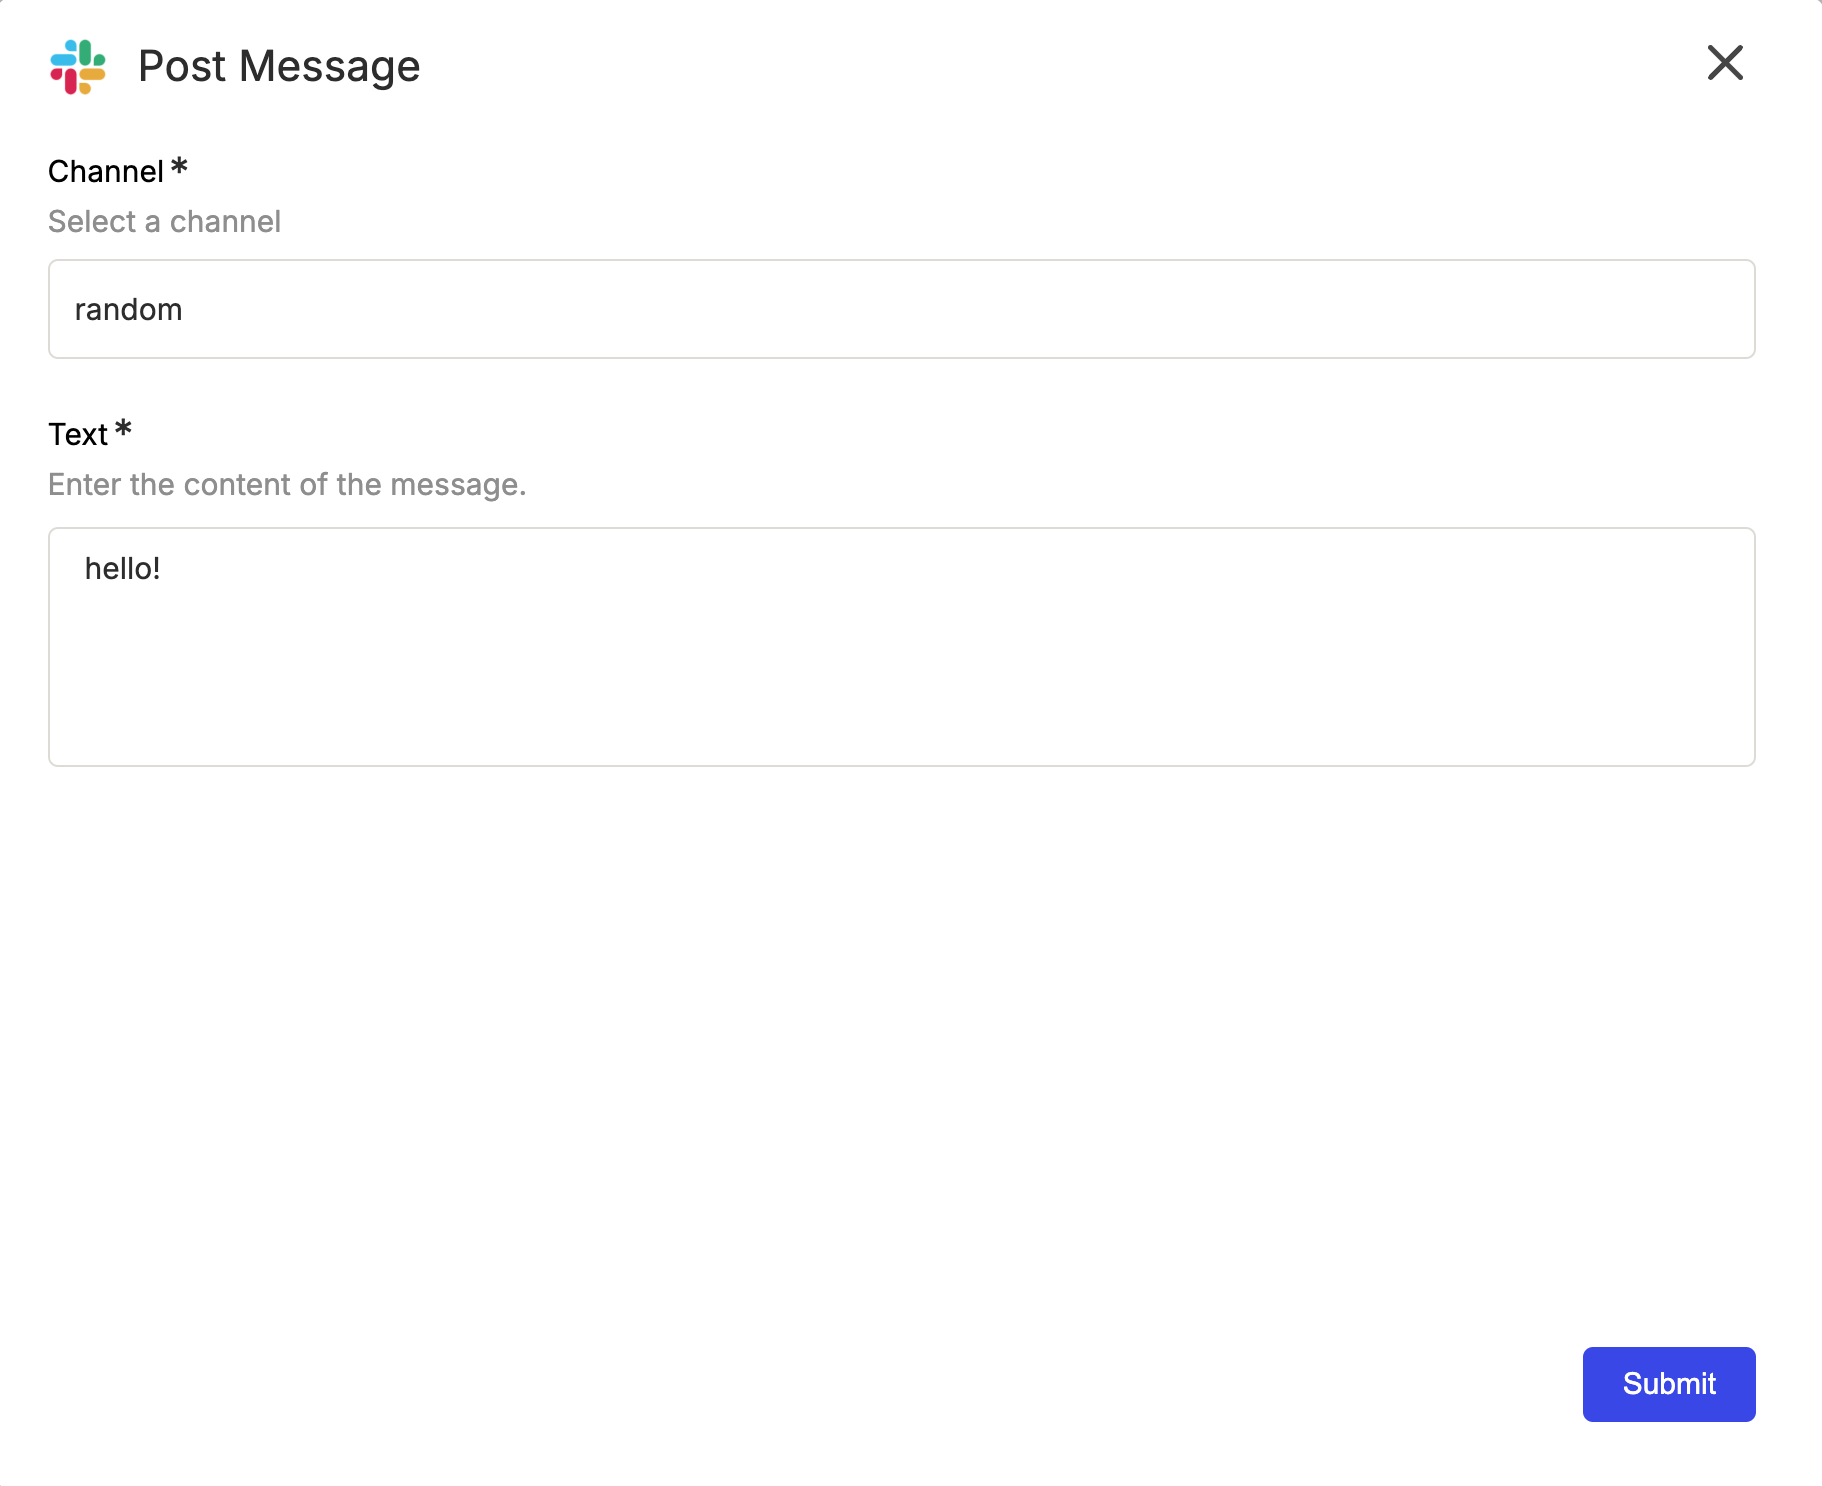 Post Message
Channel *
Select a channel
random
Text *
Enter the content of the message.
hello!
Submit